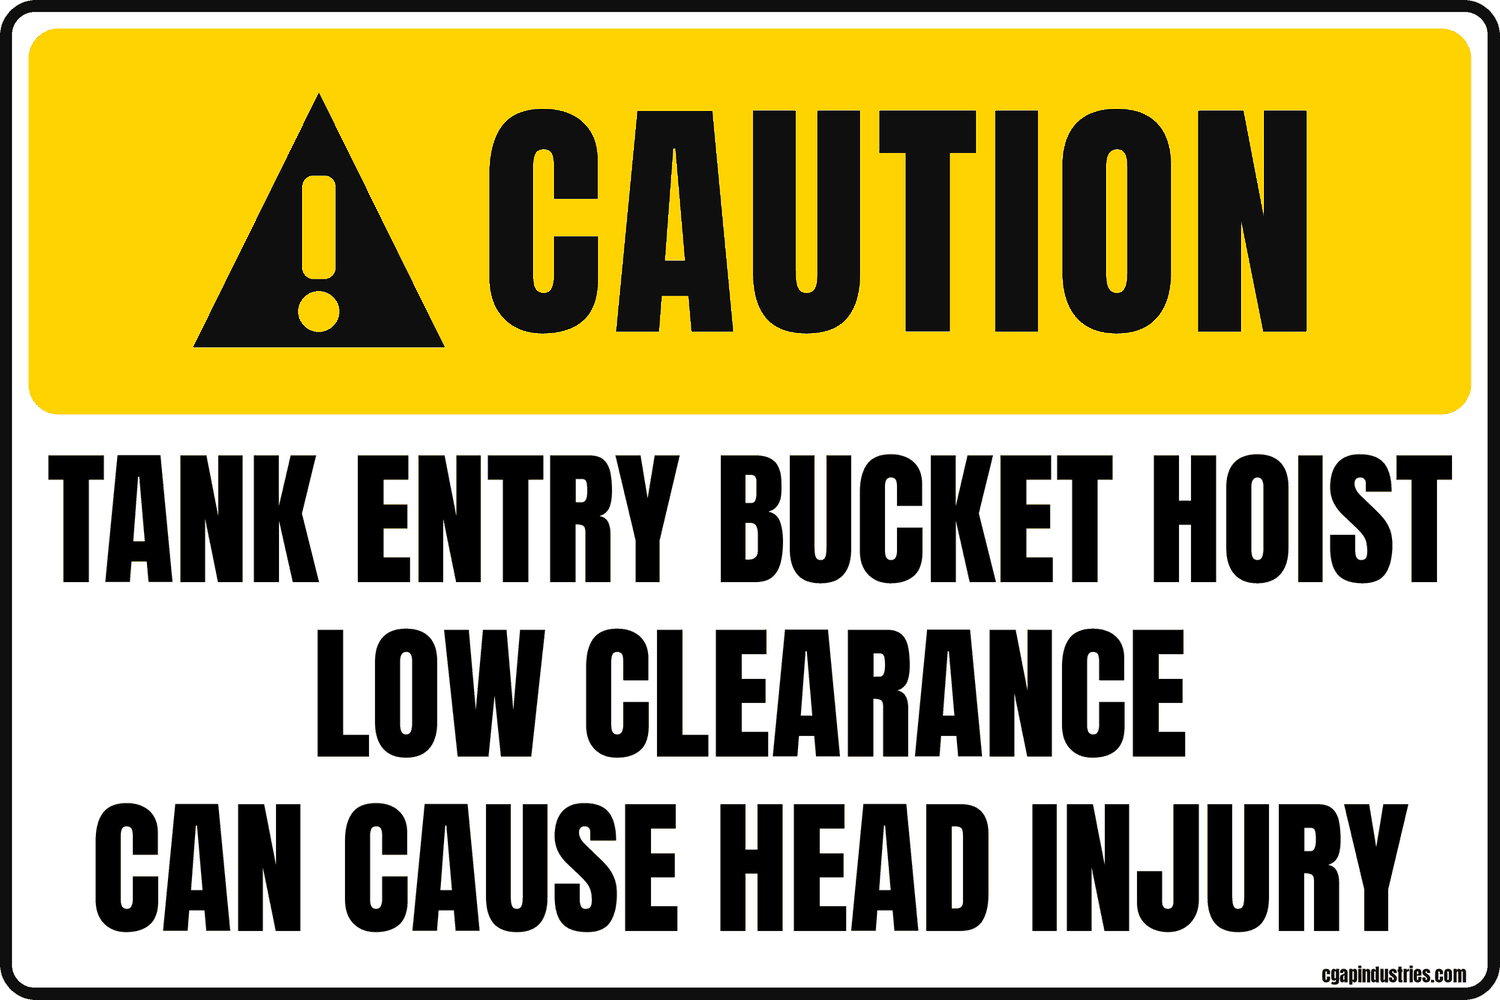 CAUTION
TANK ENTRY BUCKET HOIST
LOW CLEARANCE
CAN CAUSE HEAD INJURY
cgapindustries.com